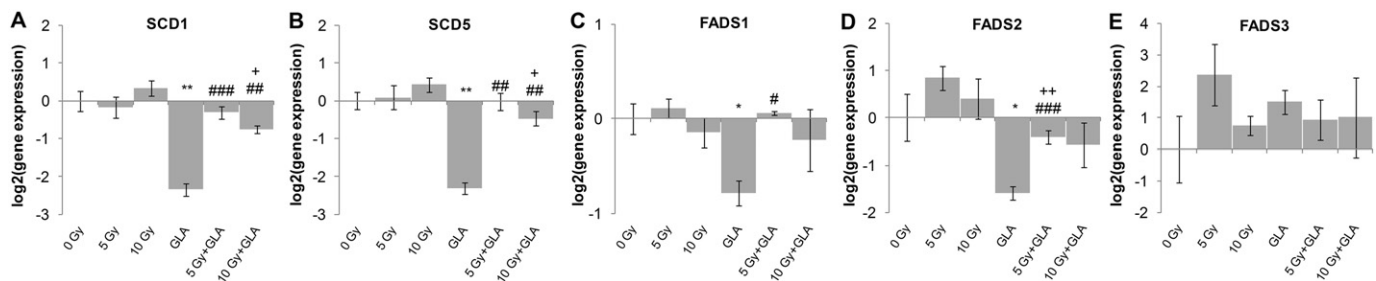 A
SCD1
log2(gene expression)
2
1
0
-1
-2
-3
**
###
+
##
0 Gy
5 Gy
10 Gy
GLA
5 Gy+GLA
10 Gy+GLA
B
SCD5
log2(gene expression)
2
1
0
-1
-2
-3
**
##
+
##
0 Gy
5 Gy
10 Gy
GLA
5 Gy+GLA
10 Gy+GLA
C
FADS1
log2(gene expression)
1
0
-1
*
#
0 Gy
5 Gy
10 Gy
GLA
5 Gy+GLA
10 Gy+GLA
D
FADS2
log2(gene expression)
2
1
0
-1
-2
*
++
###
0 Gy
5 Gy
10 Gy
GLA
5 Gy+GLA
10 Gy+GLA
E
FADS3
log2(gene expression)
4
3
2
1
0
-1
-2
0 Gy
5 Gy
10 Gy
GLA
5 Gy+GLA
10 Gy+GLA